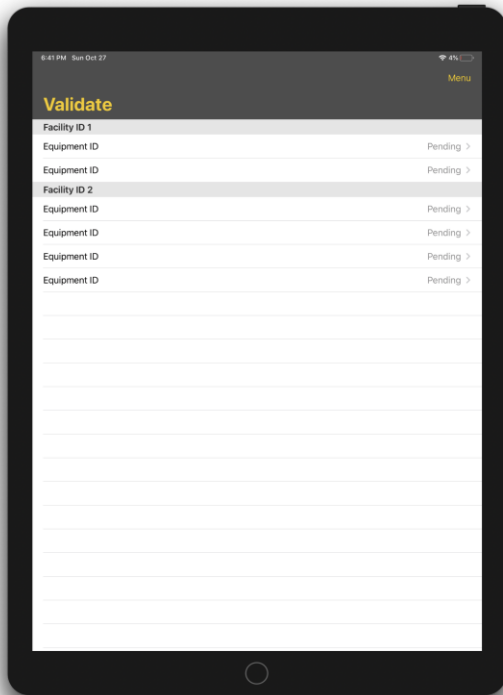 6:41 PM Sun Oct 27
4%
Menu
Validate
Facility ID 1
Equipment ID Pending >
Equipment ID Pending >
Facility ID 2
Equipment ID Pending >
Equipment ID Pending >
Equipment ID Pending >
Equipment ID Pending >